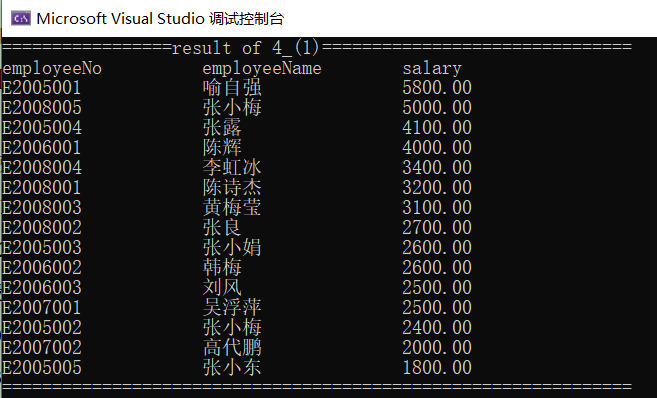 Microsoft Visual Studio 调试控制台
=================result of 4_(1)===============================
employeeNo employeeName salary
E2005001 喻自强 5800.00
E2008005 张小梅 5000.00
E2005004 张露 4100.00
E2006001 陈辉 4000.00
E2008004 李虹冰 3400.00
E2008001 陈诗杰 3200.00
E2008003 黄梅莹 3100.00
E2008002 张良 2700.00
E2005003 张小娟 2600.00
E2006002 韩梅 2600.00
E2006003 刘风 2500.00
E2007001 吴浮萍 2500.00
E2005002 张小梅 2400.00
E2007002 高代鹏 2000.00
E2005005 张小东 1800.00
===============================================================